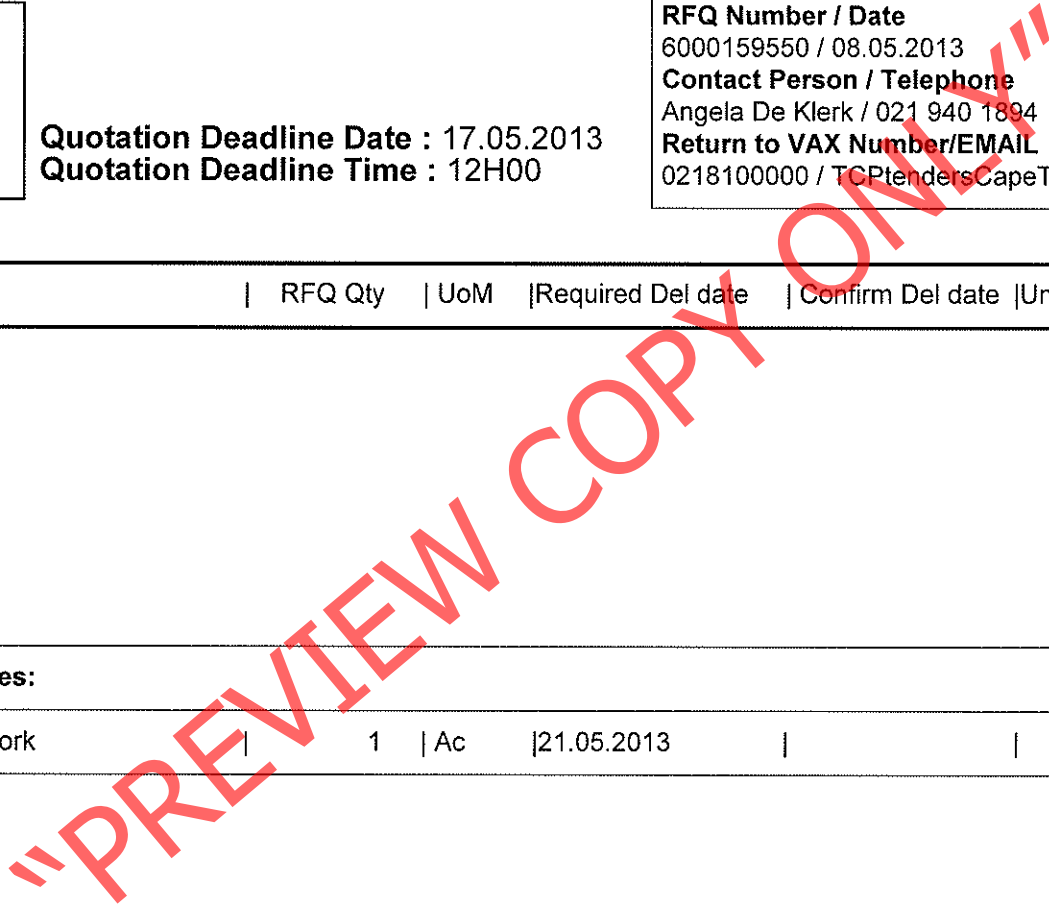 RFQ Number / Date
6000159550 / 08.05.2013
Contact Person / Telephone
Angela De Klerk / 021 940 1894
Return to VAX Number/EMAIL
0218100000 / TCPtendersCapeT
Quotation Deadline Date : 17.05.2013
Quotation Deadline Time : 12H00
| RFQ Qty | UoM |Required Del date | Confirm Del date |Un
es:
ork | 1 | Ac |21.05.2013 | |
"PREVIEW COPY ONLY"